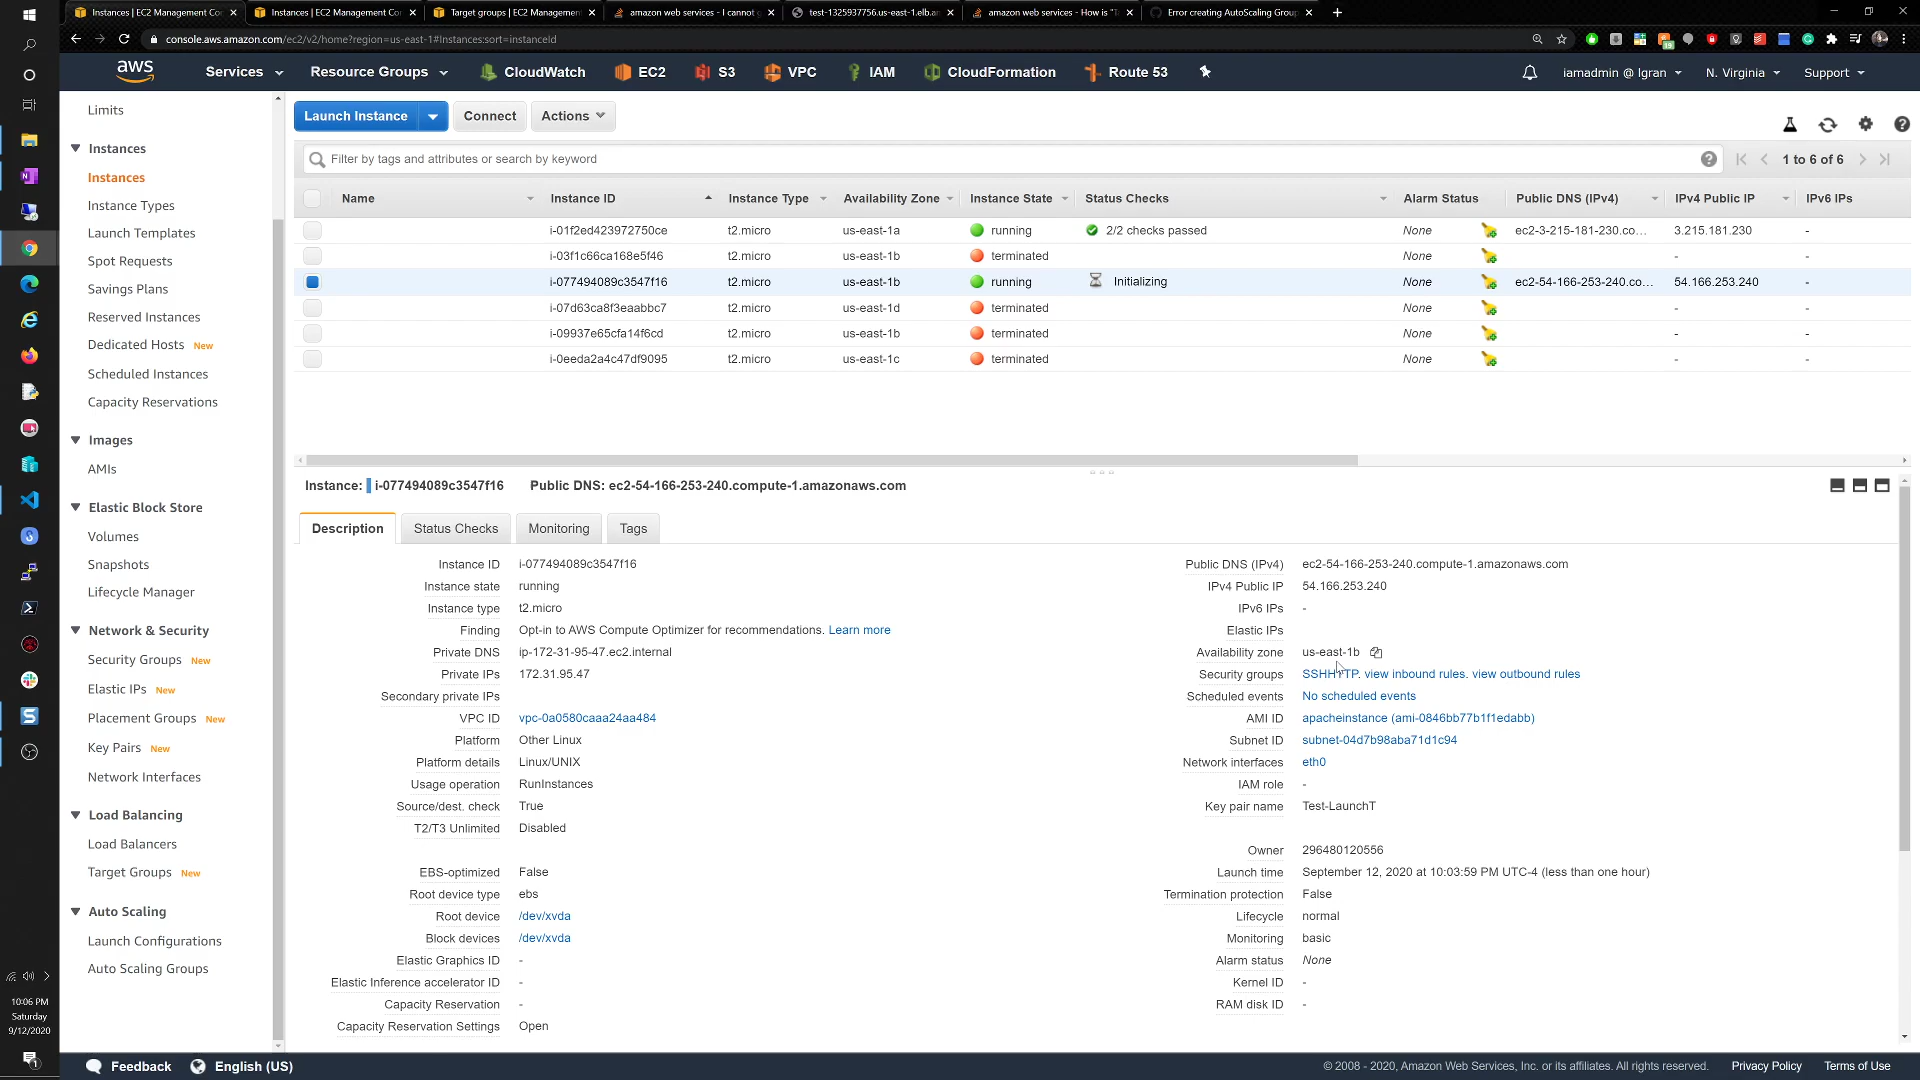 Instances | EC2 Management Co
Instances | EC2 Management Co
Target groups | EC2 Management
amazon web services - I cannot
test-1325937756.us-east-1.elb.am
amazon web services - How is "T
Error creating AutoScaling Group
console.aws.amazon.com/ec2/v2/home?region=us-east-1#Instances:sort=instanceId
aws
Services
Resource Groups
CloudWatch
EC2
S3
VPC
IAM
CloudFormation
Route 53
iamadmin @ lgran
N. Virginia
Support
Limits
Instances
Instances
Instance Types
Launch Templates
Spot Requests
Savings Plans
Reserved Instances
Dedicated Hosts New
Scheduled Instances
Capacity Reservations
Images
AMIs
Elastic Block Store
Volumes
Snapshots
Lifecycle Manager
Network & Security
Security Groups New
Elastic IPs New
Placement Groups New
Key Pairs New
Network Interfaces
Load Balancing
Load Balancers
Target Groups New
Auto Scaling
Launch Configurations
Auto Scaling Groups
Launch Instance
Connect
Actions
Filter by tags and attributes or search by keyword
1 to 6 of 6
Name Instance ID Instance Type Availability Zone Instance State Status Checks Alarm Status Public DNS (IPv4) IPv4 Public IP IPv6 IPs
i-01f2ed423972750ce t2.micro us-east-1a running 2/2 checks passed None ec2-3-215-181-230.co... 3.215.181.230 -
i-03f1c66ca168e5f46 t2.micro us-east-1b terminated None - -
i-077494089c3547f16 t2.micro us-east-1b running Initializing None ec2-54-166-253-240.co... 54.166.253.240 -
i-07d63ca8f3eaabbc7 t2.micro us-east-1d terminated None - -
i-09937e65cfa14f6cd t2.micro us-east-1b terminated None - -
i-0eeda2a4c47df9095 t2.micro us-east-1c terminated None - -
Instance: i-077494089c3547f16 Public DNS: ec2-54-166-253-240.compute-1.amazonaws.com
Description
Status Checks
Monitoring
Tags
Instance ID i-077494089c3547f16
Instance state running
Instance type t2.micro
Finding Opt-in to AWS Compute Optimizer for recommendations. Learn more
Private DNS ip-172-31-95-47.ec2.internal
Private IPs 172.31.95.47
Secondary private IPs
VPC ID vpc-0a0580caaa24aa484
Platform Other Linux
Platform details Linux/UNIX
Usage operation RunInstances
Source/dest. check True
T2/T3 Unlimited Disabled
EBS-optimized False
Root device type ebs
Root device /dev/xvda
Block devices /dev/xvda
Elastic Graphics ID -
Elastic Inference accelerator ID -
Capacity Reservation -
Capacity Reservation Settings Open
Public DNS (IPv4) ec2-54-166-253-240.compute-1.amazonaws.com
IPv4 Public IP 54.166.253.240
IPv6 IPs -
Elastic IPs
Availability zone us-east-1b
Security groups SSHHTTP. view inbound rules. view outbound rules
Scheduled events No scheduled events
AMI ID apacheinstance (ami-0846bb77b1f1edabb)
Subnet ID subnet-04d7b98aba71d1c94
Network interfaces eth0
IAM role -
Key pair name Test-LaunchT
Owner 296480120556
Launch time September 12, 2020 at 10:03:59 PM UTC-4 (less than one hour)
Termination protection False
Lifecycle normal
Monitoring basic
Alarm status None
Kernel ID -
RAM disk ID -
10:06 PM
Saturday
9/12/2020
Feedback
English (US)
© 2008 - 2020, Amazon Web Services, Inc. or its affiliates. All rights reserved.
Privacy Policy
Terms of Use